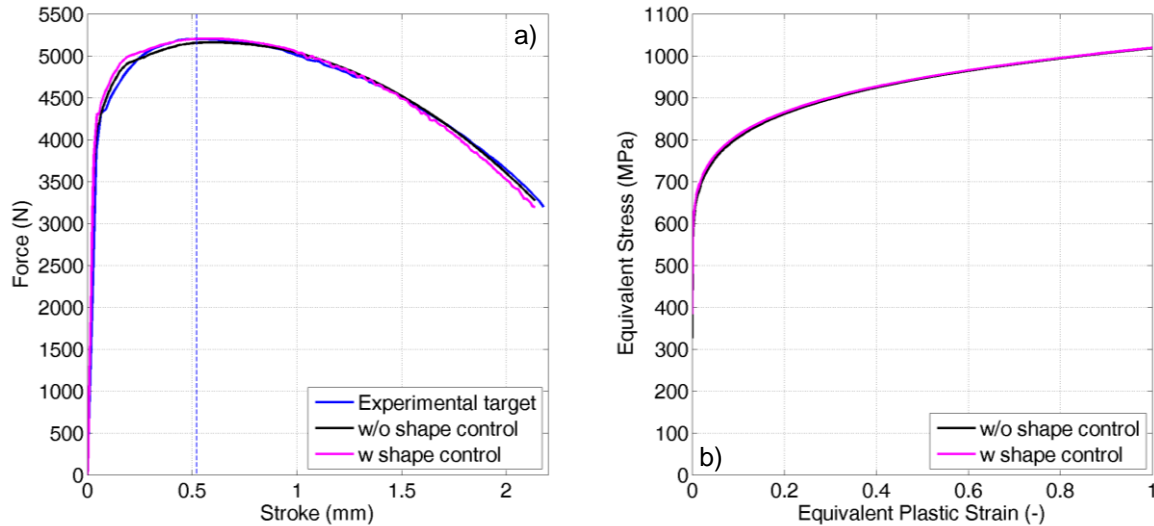 a)
5500
5000
4500
4000
3500
3000
2500
2000
1500
1000
500
0
Force (N)
Experimental target
w/o shape control
w shape control
0 0.5 1 1.5 2
Stroke (mm)
1100
1000
900
800
700
600
500
400
300
200
100
0
Equivalent Stress (MPa)
b)
w/o shape control
w shape control
0 0.2 0.4 0.6 0.8 1
Equivalent Plastic Strain (-)